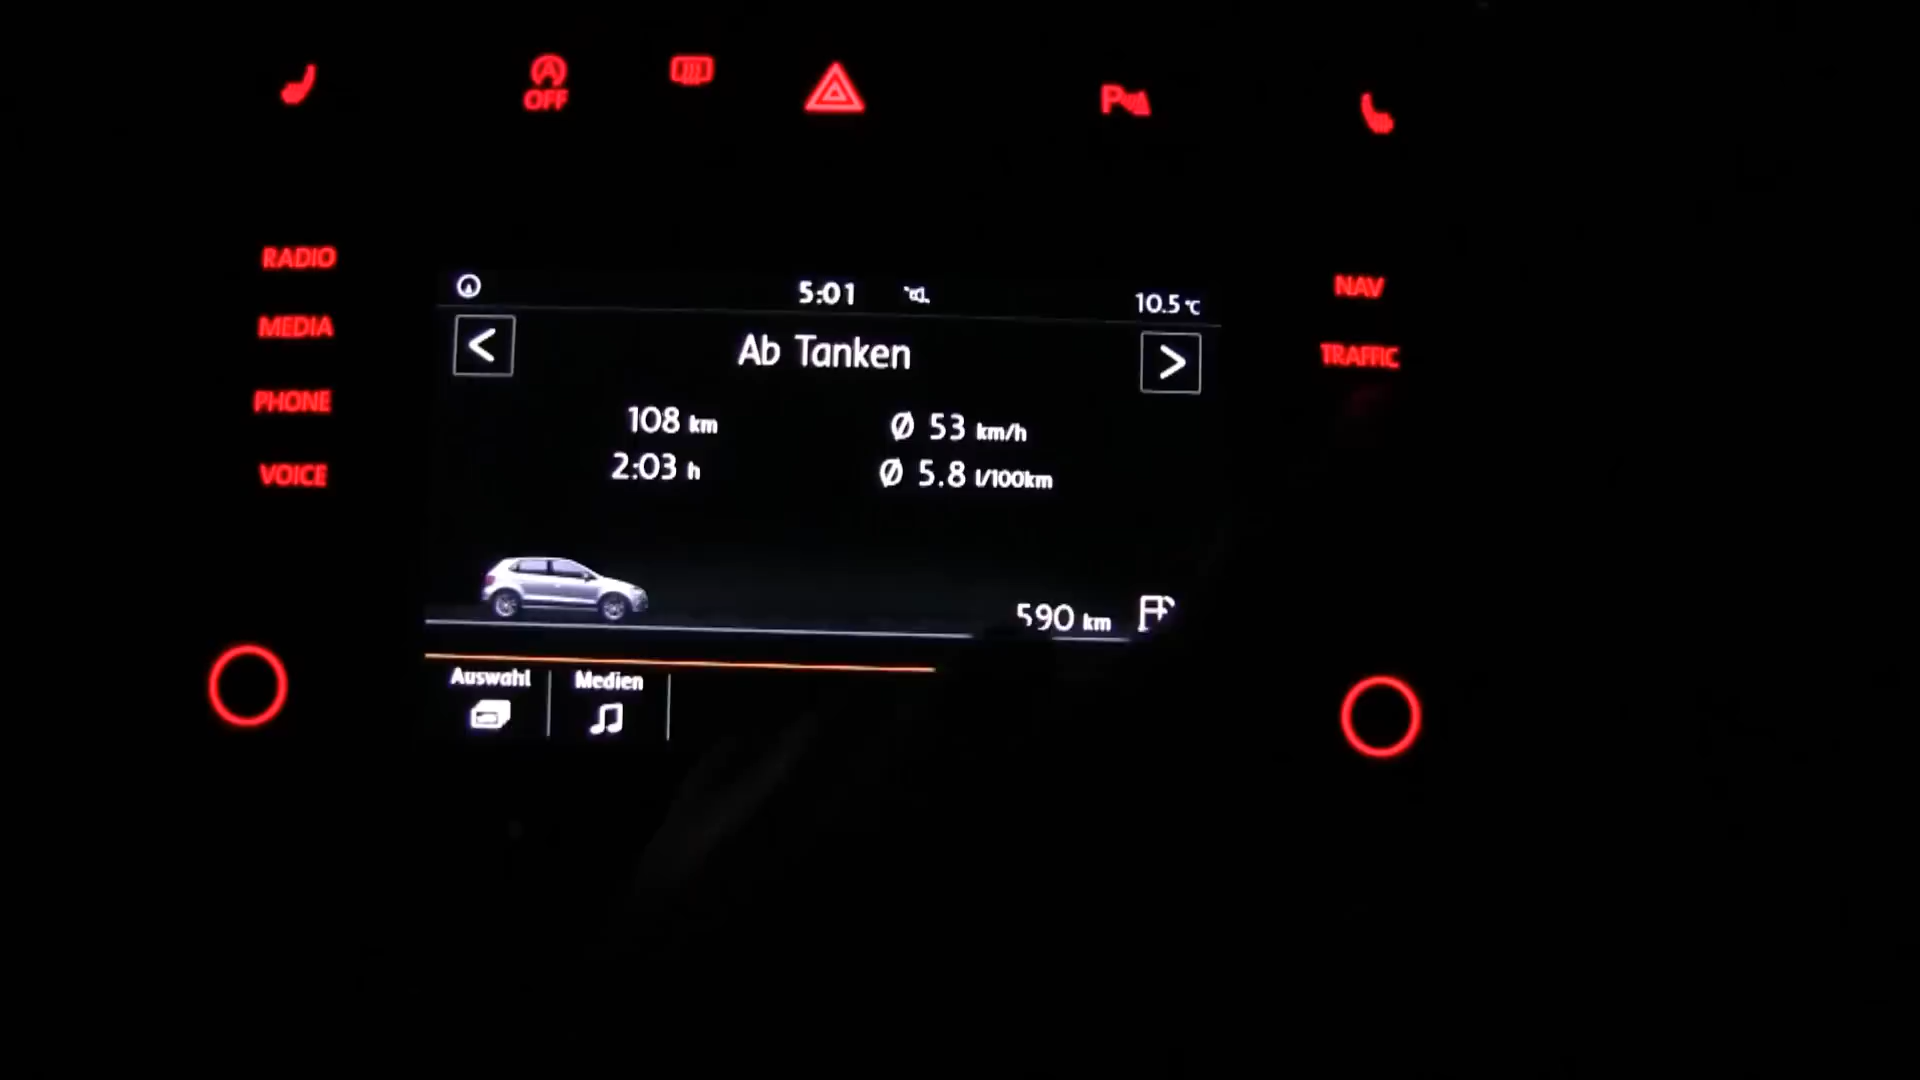 OFF
P
RADIO
MEDIA
PHONE
VOICE
NAV
TRAFFIC
5:01
10.5 °C
<
Ab Tanken
>
108 km
Ø 53 km/h
2:03 h
Ø 5.8 l/100km
590 km
Auswahl
Medien